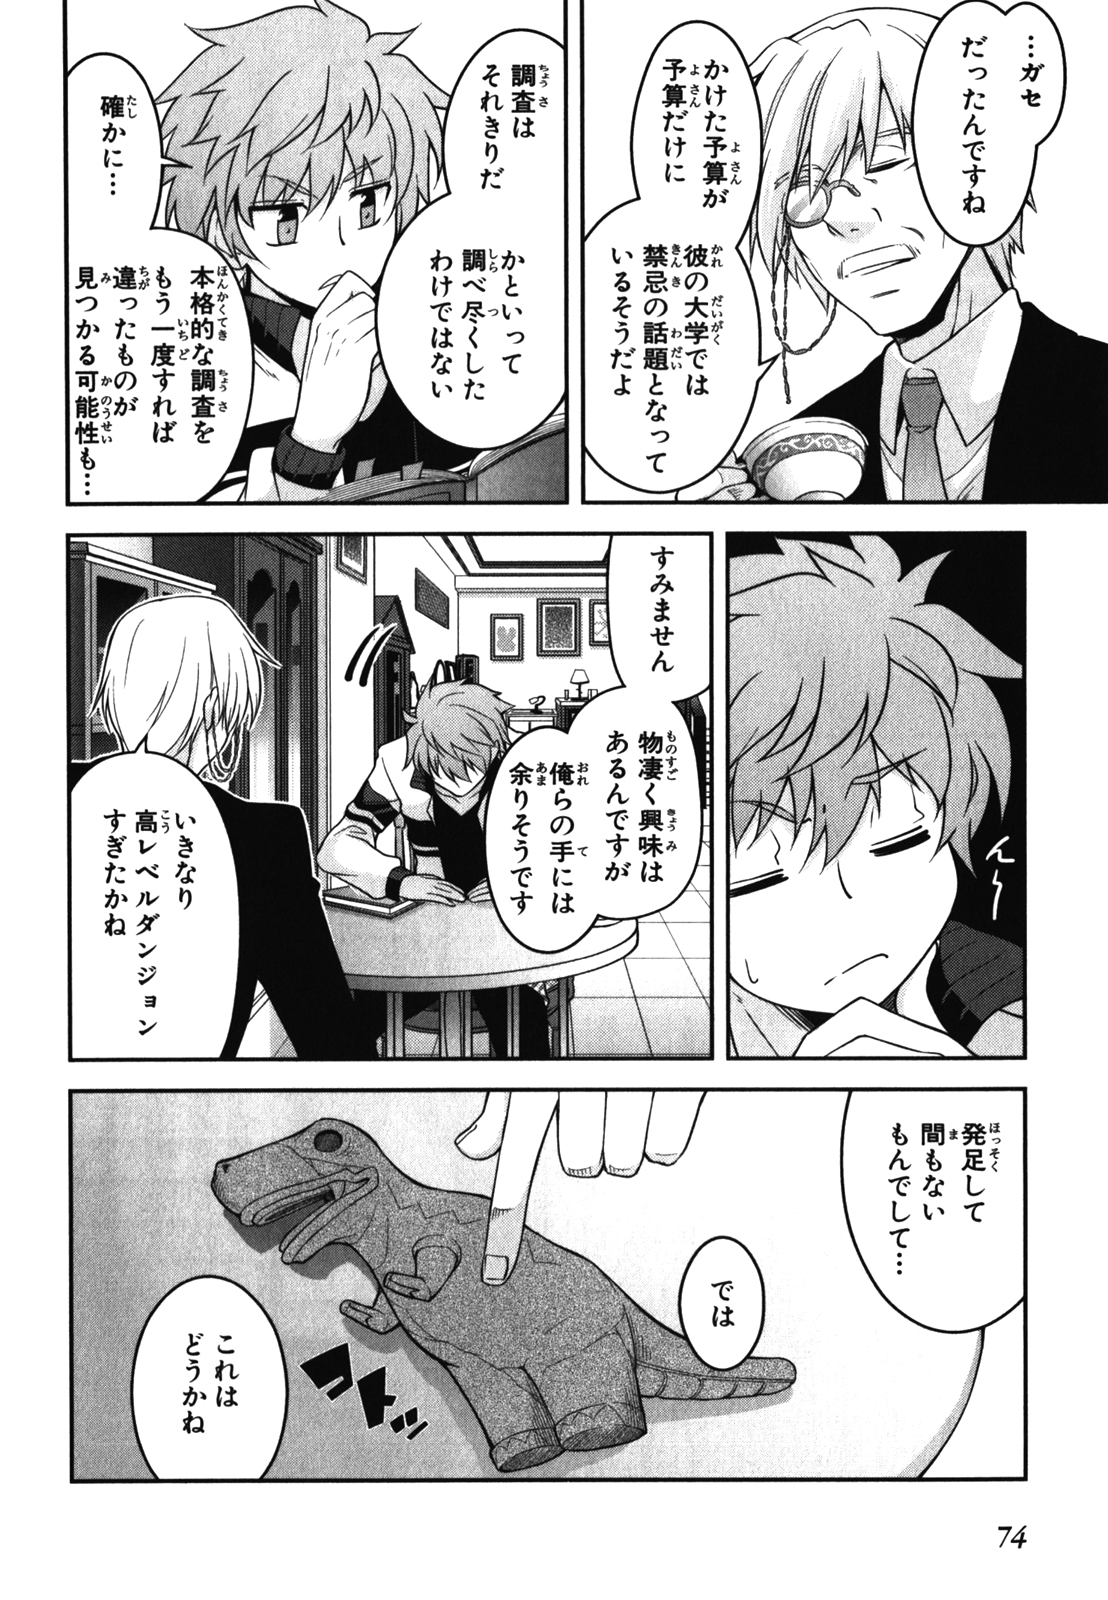 …ガセ
だったんですね
かけた予算が
予算だけに
彼の大学では
禁忌の話題となって
いるそうだよ
調査は
それきりだ
かといって
調べ尽くした
わけではない
確かに…
本格的な調査を
もう一度すれば
違ったものが
見つかる可能性も…
ん〜
すみません
物凄く興味は
あるんですが
俺らの手には
余りそうです
いきなり
高レベルダンジョン
すぎたかね
発足して
間もない
もんでして…
では
コトッ
これは
どうかね
74